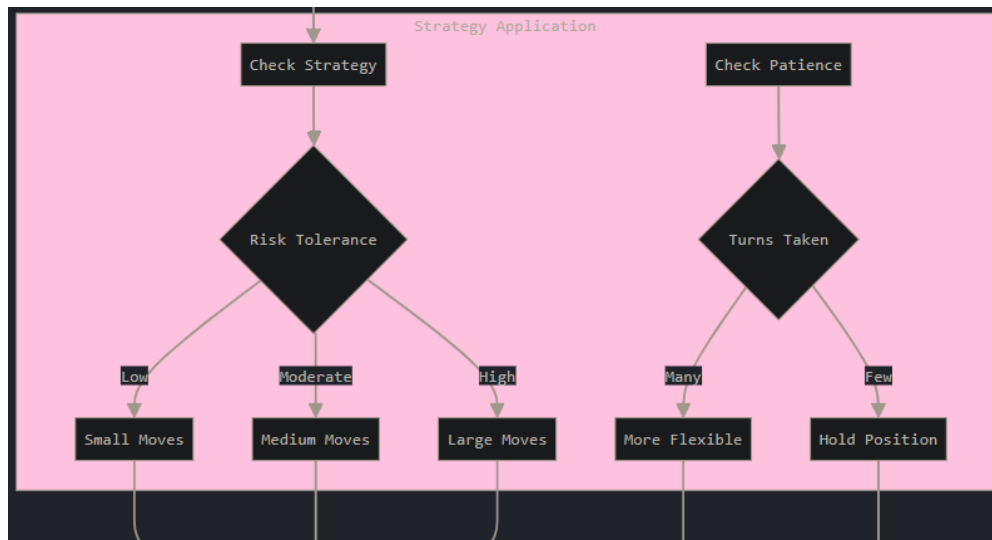 Strategy Application
Check Strategy
Check Patience
Risk Tolerance
Turns Taken
Low
Moderate
High
Many
Few
Small Moves
Medium Moves
Large Moves
More Flexible
Hold Position